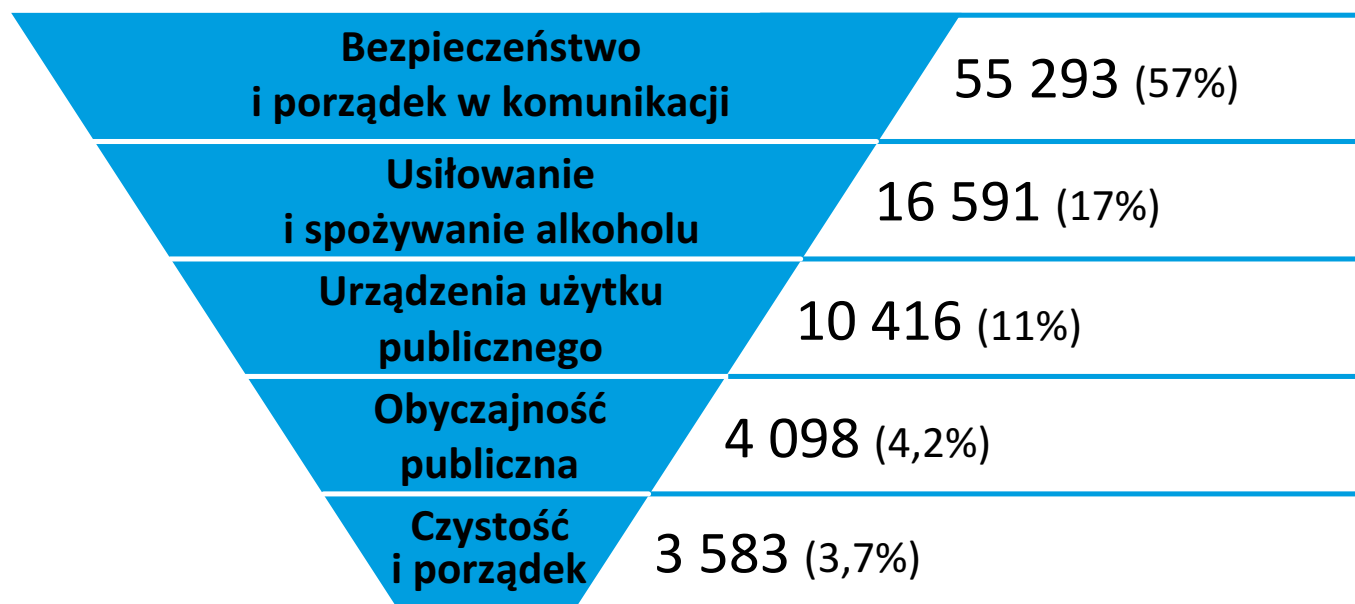 Bezpieczeństwo
i porządek w komunikacji
55 293 (57%)
Usiłowanie
i spożywanie alkoholu
16 591 (17%)
Urządzenia użytku
publicznego
10 416 (11%)
Obyczajność
publiczna
4 098 (4,2%)
Czystość
i porządek
3 583 (3,7%)